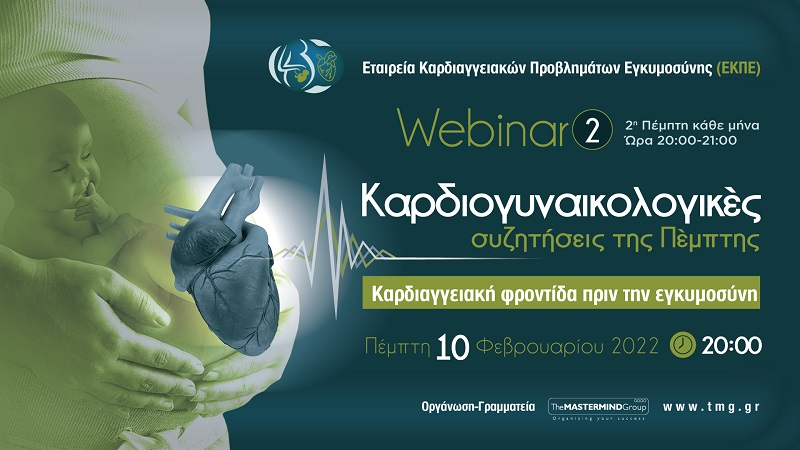 Εταιρεία Καρδιαγγειακών Προβλημάτων Εγκυμοσύνης (ΕΚΠΕ)
Webinar 2
2η Πέμπτη κάθε μήνα
Ώρα 20:00-21:00
Καρδιογυναικολογικὲς
συζητήσεις της Πὲμπτης
Καρδιαγγειακή φροντίδα πριν την εγκυμοσύνη
Πέμπτη 10 Φεβρουαρίου 2022 20:00
Οργάνωση-Γραμματεία TheMASTERMINDGroup www.tmg.gr
Organizing your success